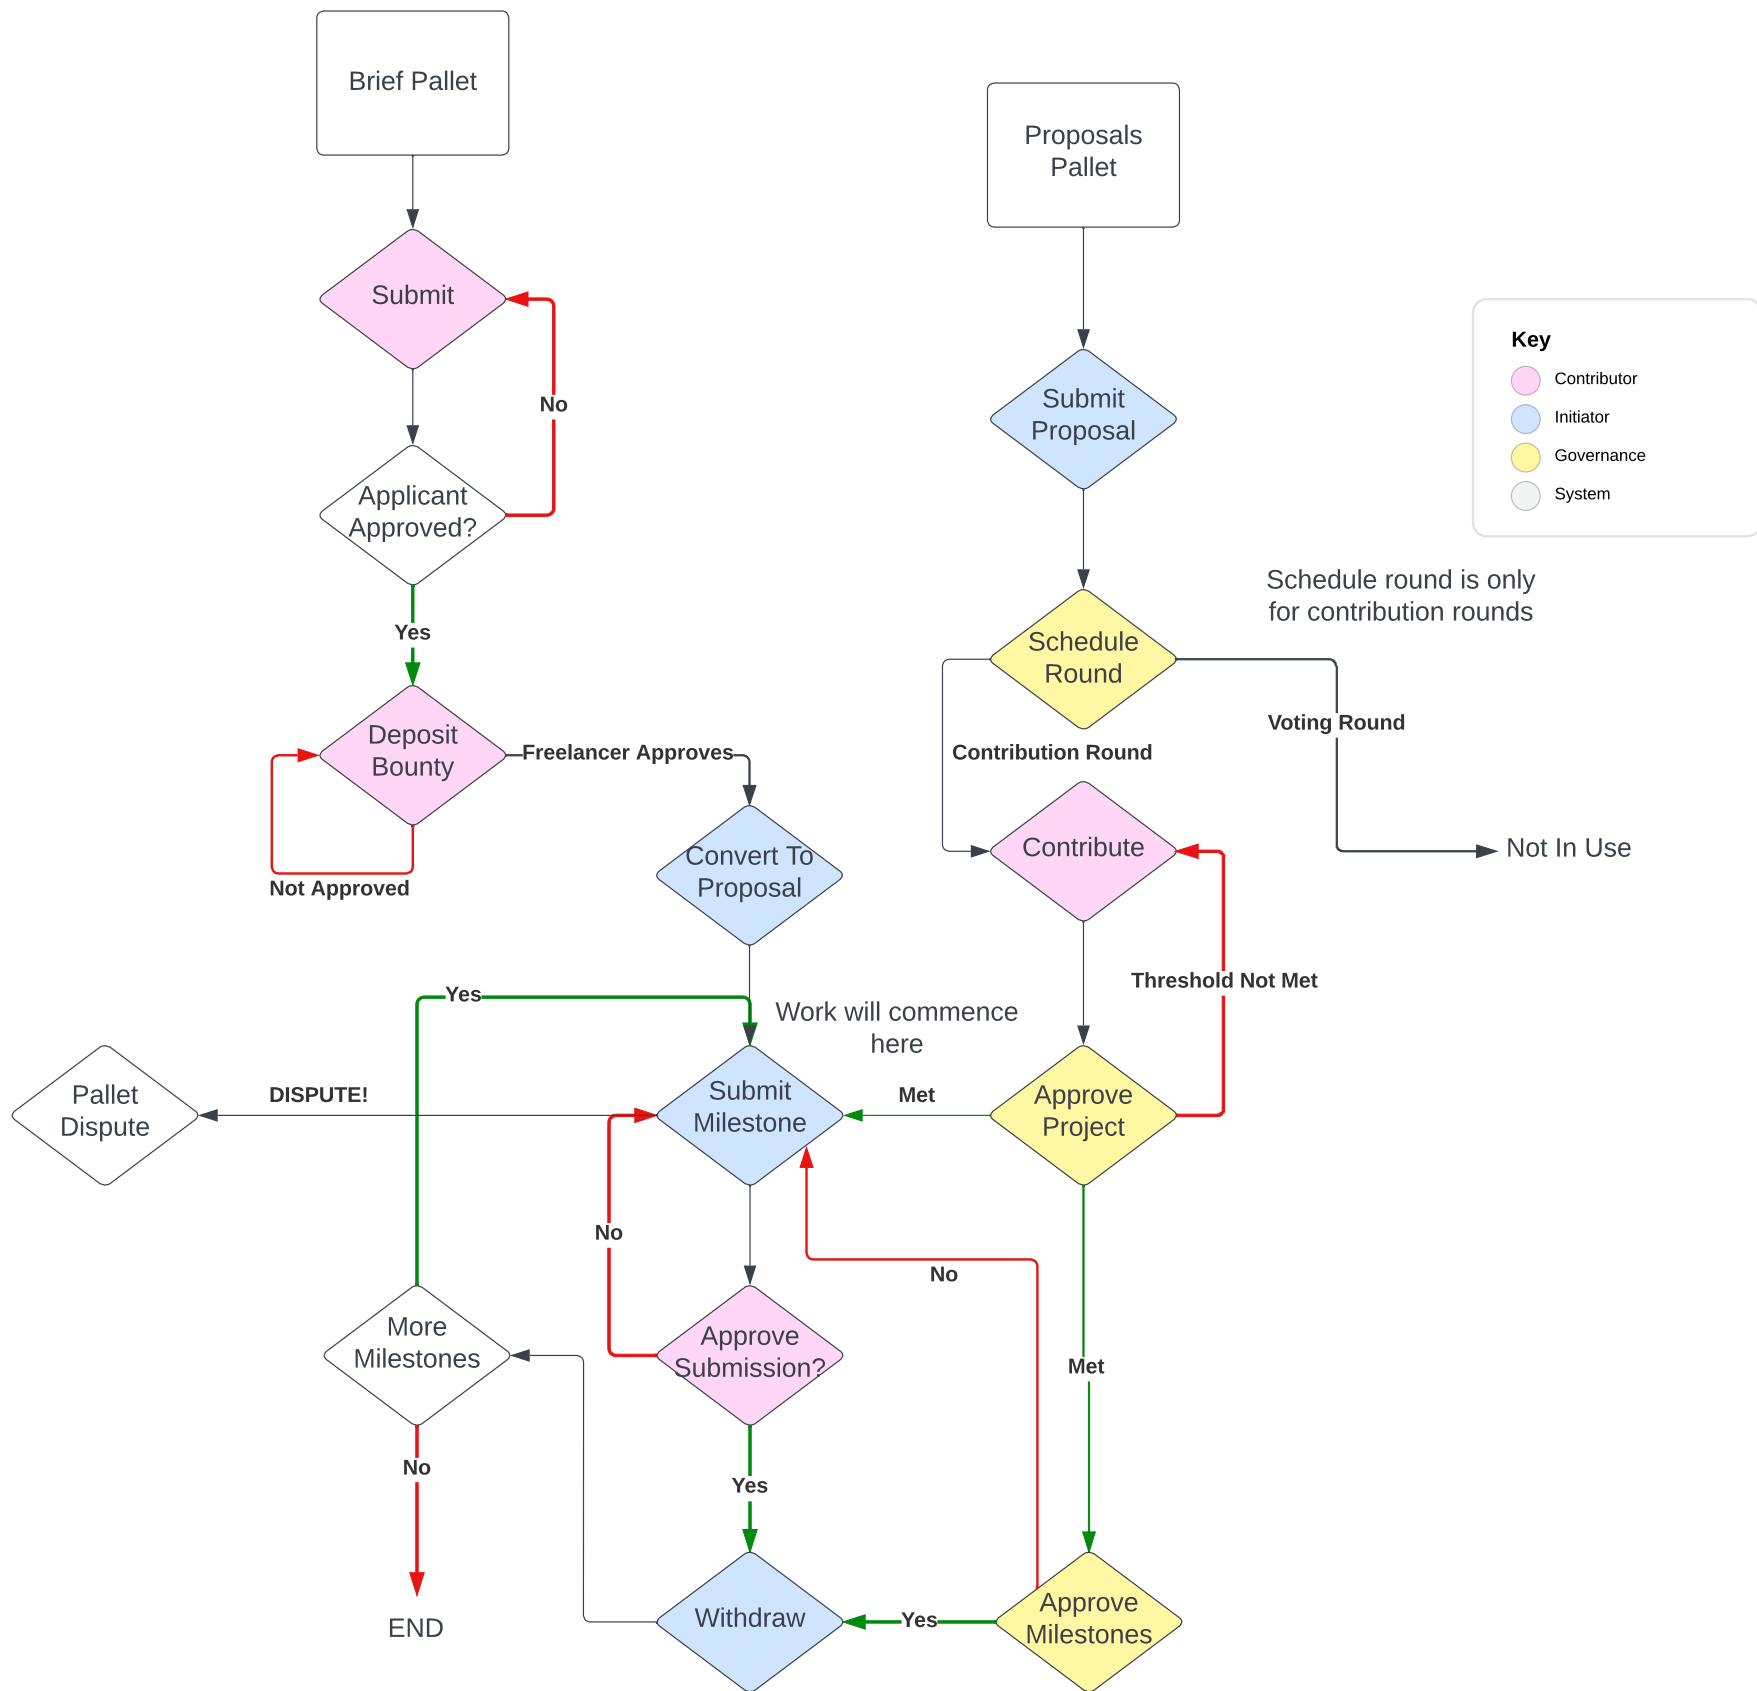 Brief Pallet
Proposals
Pallet
Submit
No
Key
Contributor
Initiator
Governance
System
Submit
Proposal
Applicant
Approved?
Yes
Schedule round is only
for contribution rounds
Schedule
Round
Voting Round
Contribution Round
Deposit
Bounty
Freelancer Approves
Not Approved
Convert To
Proposal
Contribute
Not In Use
Threshold Not Met
Yes
Work will commence
here
Pallet
Dispute
DISPUTE!
Submit
Milestone
Met
Approve
Project
No
No
More
Milestones
Approve
Submission?
Met
No
Yes
END
Withdraw
Yes
Approve
Milestones